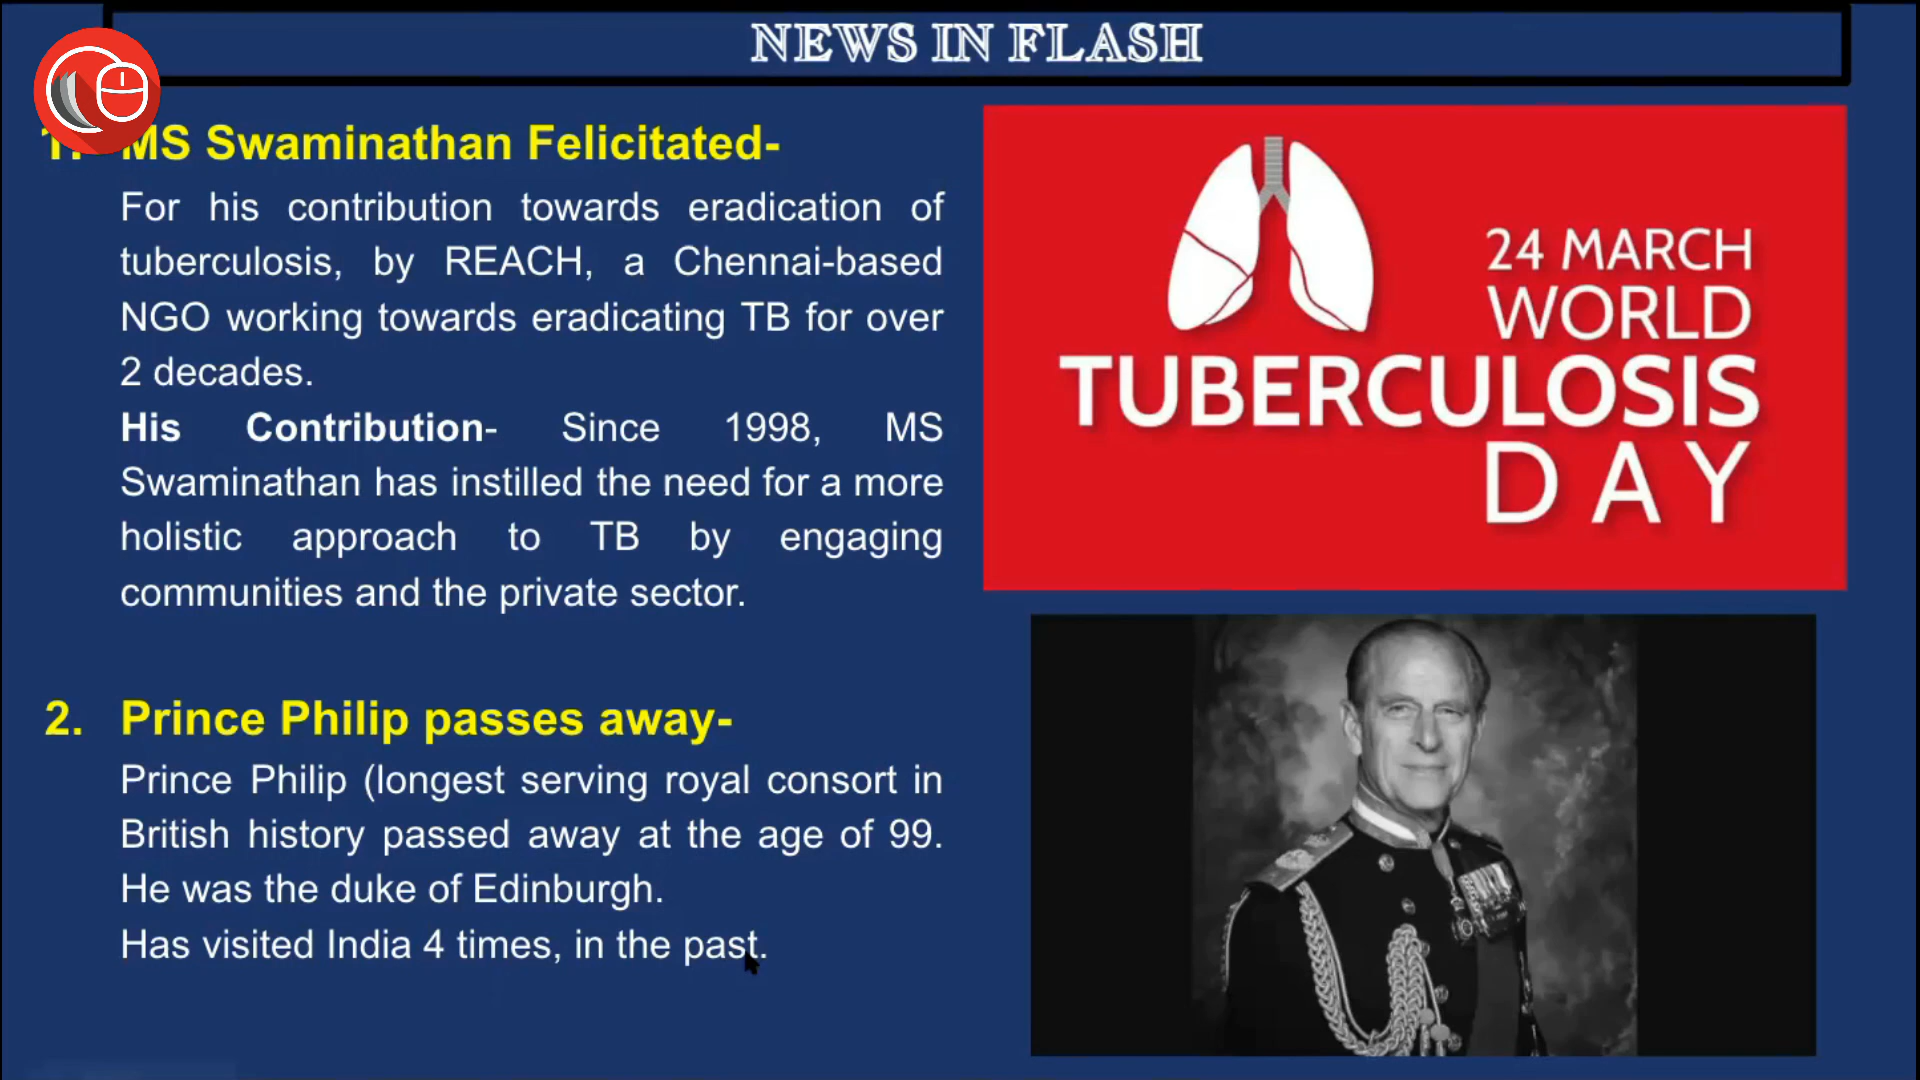 NEWS IN FLASH
1. MS Swaminathan Felicitated-
For his contribution towards eradication of
tuberculosis, by REACH, a Chennai-based
NGO working towards eradicating TB for over
2 decades.
His Contribution- Since 1998, MS
Swaminathan has instilled the need for a more
holistic approach to TB by engaging
communities and the private sector.
2. Prince Philip passes away-
Prince Philip (longest serving royal consort in
British history passed away at the age of 99.
He was the duke of Edinburgh.
Has visited India 4 times, in the past.
24 MARCH
WORLD
TUBERCULOSIS
DAY